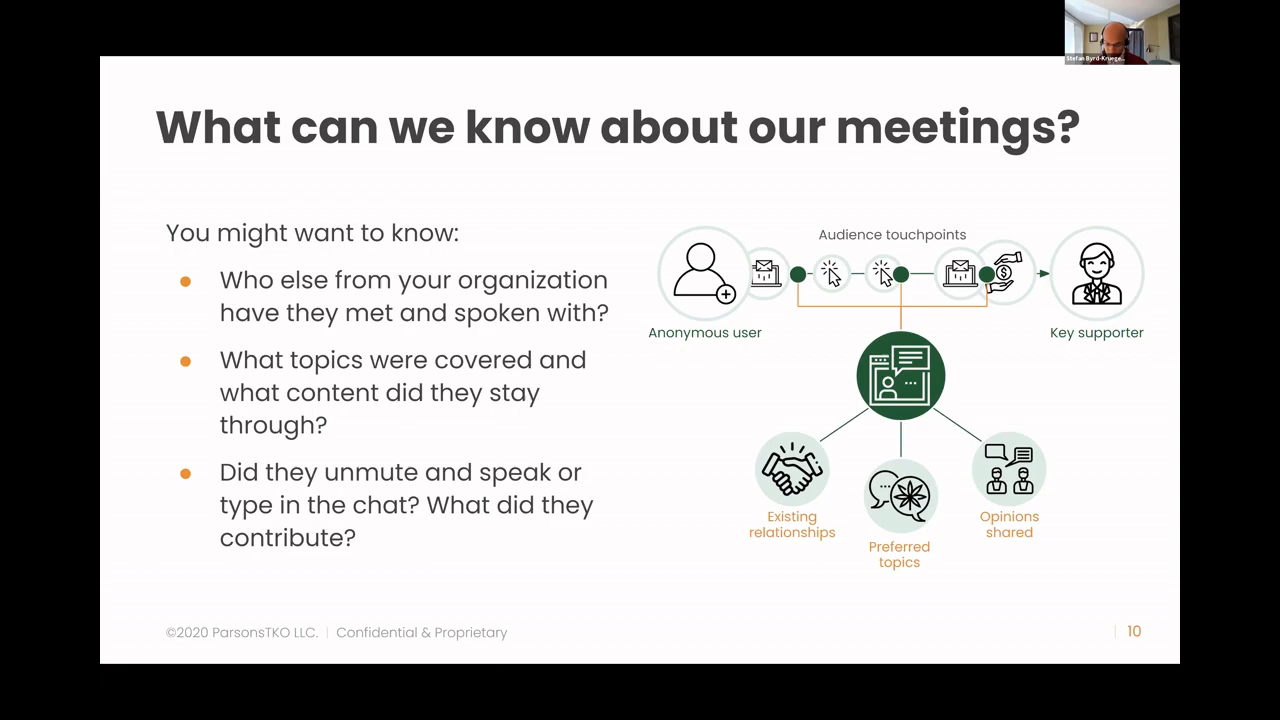 Stefan Byrd-Kruege...
What can we know about our meetings?
You might want to know:
Who else from your organization
have they met and spoken with?
What topics were covered and
what content did they stay
through?
Did they unmute and speak or
type in the chat? What did they
contribute?
Audience touchpoints
Anonymous user
Key supporter
Existing
relationships
Preferred
topics
Opinions
shared
©2020 ParsonsTKO LLC. | Confidential & Proprietary
| 10